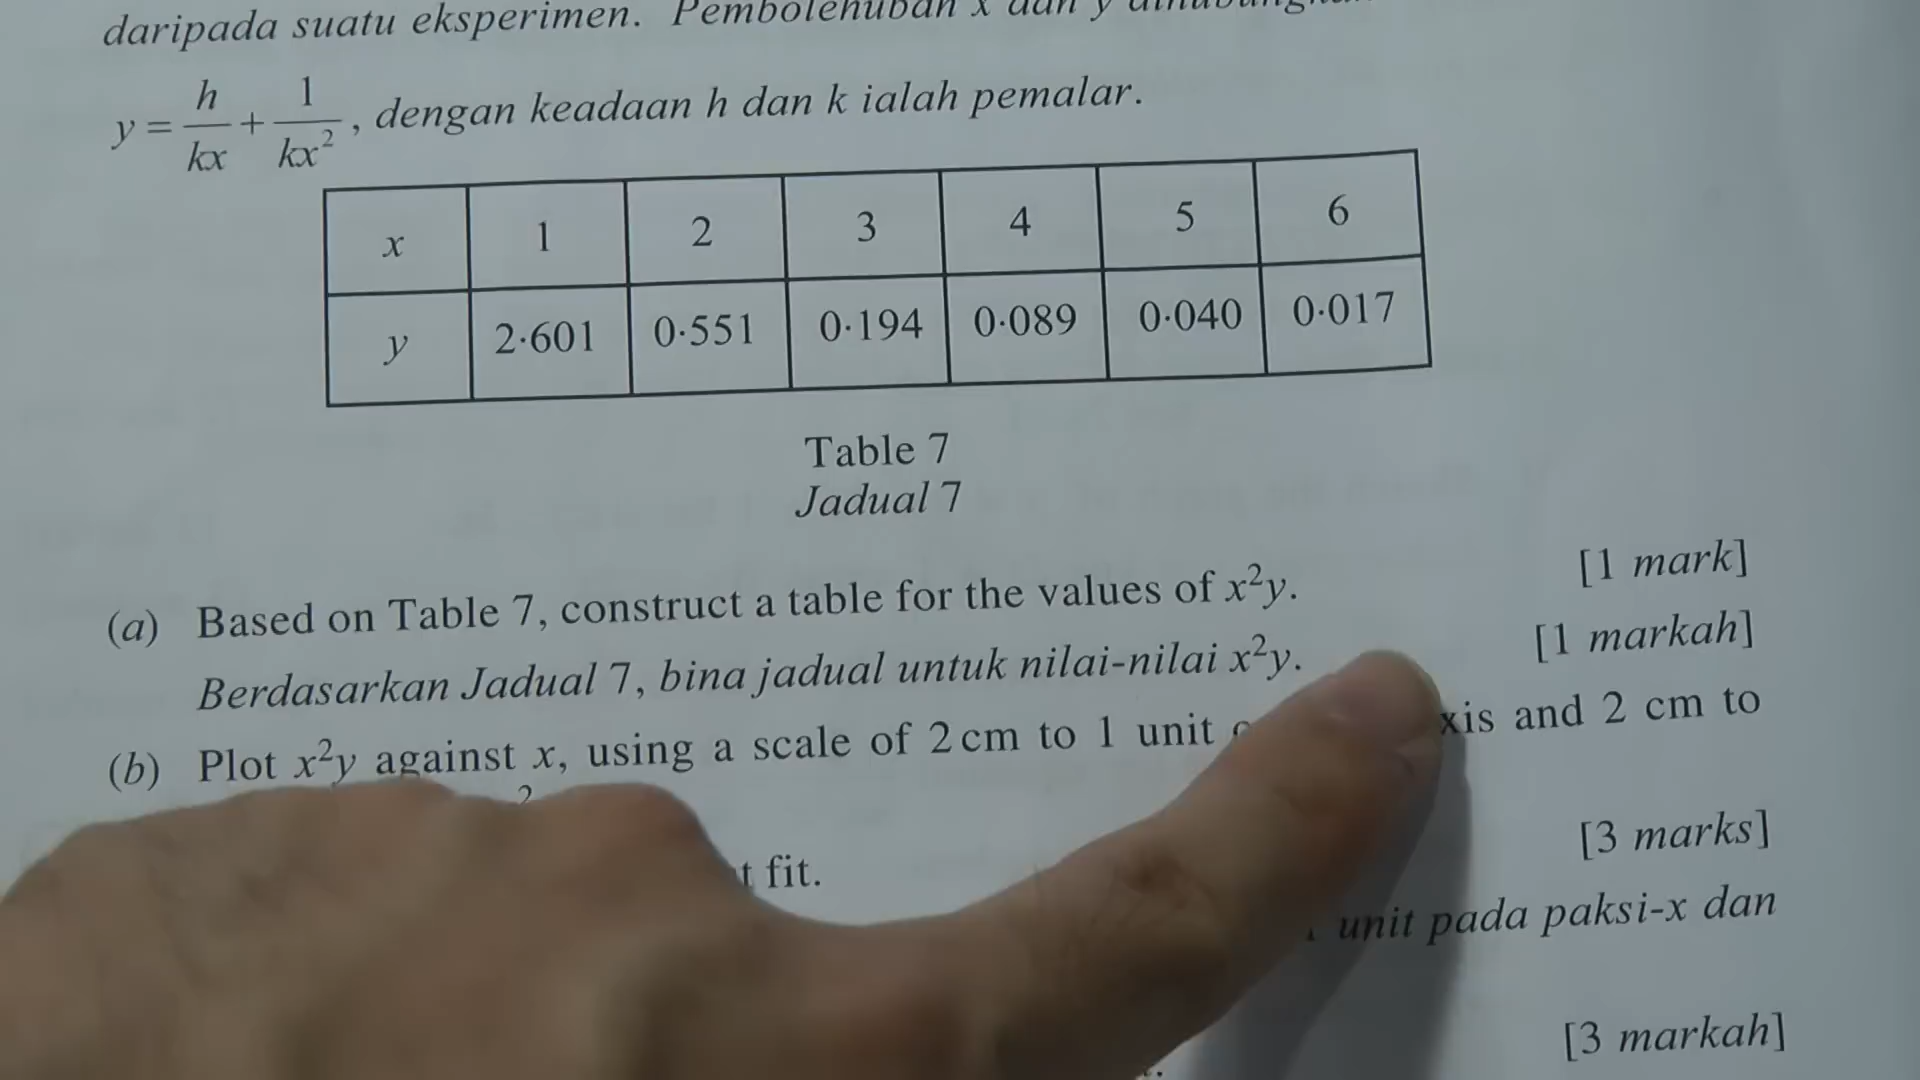 daripada suatu eksperimen. Pembolehubah x dan y
y = h/kx + 1/kx², dengan keadaan h dan k ialah pemalar.
x 1 2 3 4 5 6
y 2·601 0·551 0·194 0·089 0·040 0·017
Table 7
Jadual 7
(a) Based on Table 7, construct a table for the values of x²y. [1 mark]
Berdasarkan Jadual 7, bina jadual untuk nilai-nilai x²y. [1 markah]
(b) Plot x²y against x, using a scale of 2 cm to 1 unit xis and 2 cm to
2
fit. [3 marks]
unit pada paksi-x dan
[3 markah]